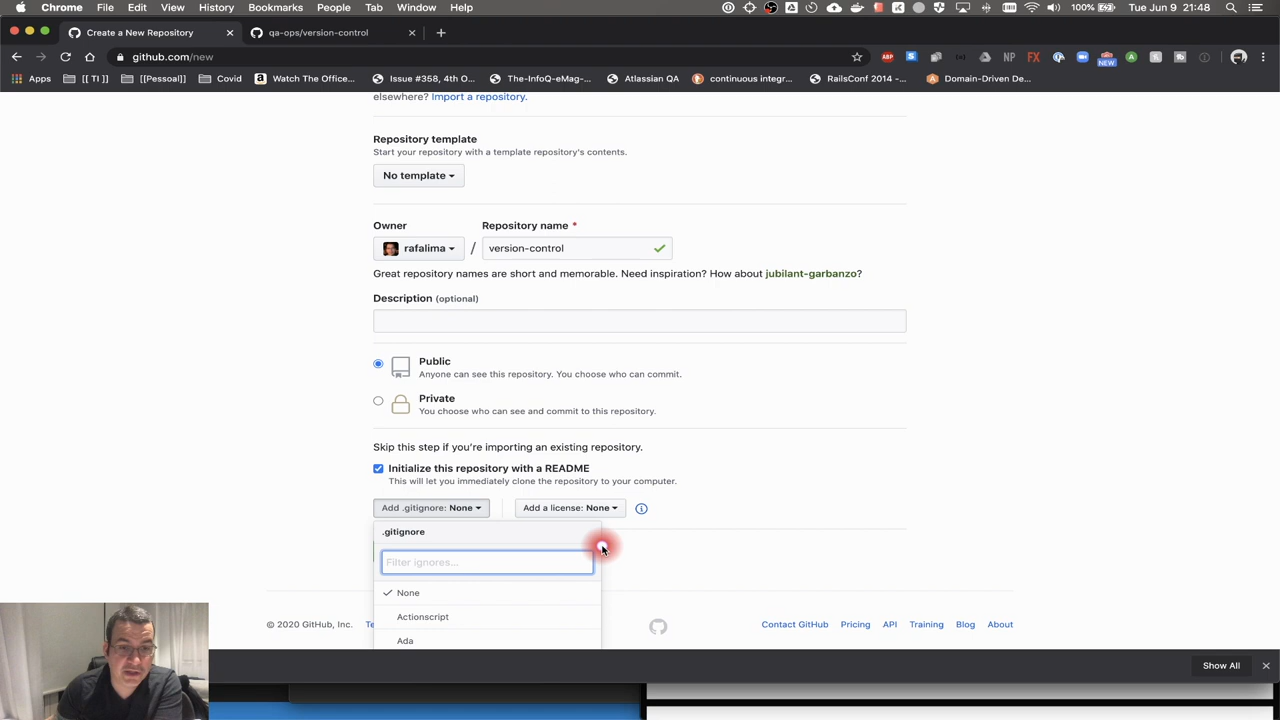 Chrome File Edit View History Bookmarks People Tab Window Help
100% Tue Jun 9 21:48
Create a New Repository
qa-ops/version-control
github.com/new
ABP
NP
FX
NEW
Apps
[[ TI ]]
[[Pessoal]]
Covid
Watch The Office...
Issue #358, 4th O...
The-InfoQ-eMag-...
Atlassian QA
continuous integr...
RailsConf 2014 -...
Domain-Driven De...
elsewhere? Import a repository.
Repository template
Start your repository with a template repository's contents.
No template
Owner
Repository name *
rafalima
/
version-control
Great repository names are short and memorable. Need inspiration? How about jubilant-garbanzo?
Description (optional)
Public
Anyone can see this repository. You choose who can commit.
Private
You choose who can see and commit to this repository.
Skip this step if you're importing an existing repository.
Initialize this repository with a README
This will let you immediately clone the repository to your computer.
Add .gitignore: None
Add a license: None
.gitignore
Filter ignores...
None
Actionscript
Ada
© 2020 GitHub, Inc.
Te
Contact GitHub
Pricing
API
Training
Blog
About
Show All